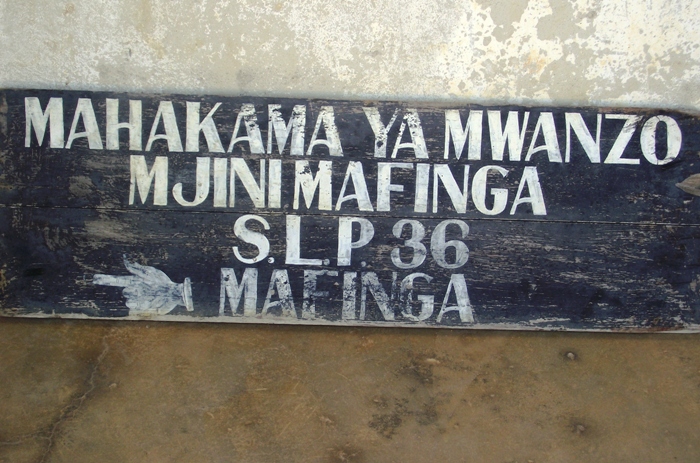 MAHAKAMA YA MWANZO
MJINI MAFINGA
S.L.P. 36
MAFINGA